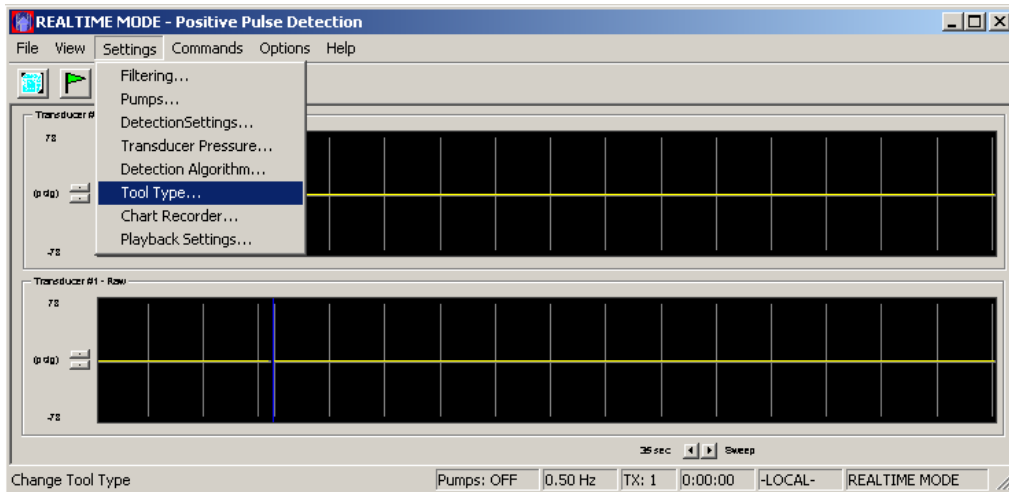 REALTIME MODE - Positive Pulse Detection
File View Settings Commands Options Help
Filtering...
Pumps...
DetectionSettings...
Transducer Pressure...
Detection Algorithm...
Tool Type...
Chart Recorder...
Playback Settings...
Transducer #
78
(psig)
-78
Transducer #1 - Raw
78
(psig)
-78
35 sec Sweep
Change Tool Type Pumps: OFF 0.50 Hz TX: 1 0:00:00 -LOCAL- REALTIME MODE